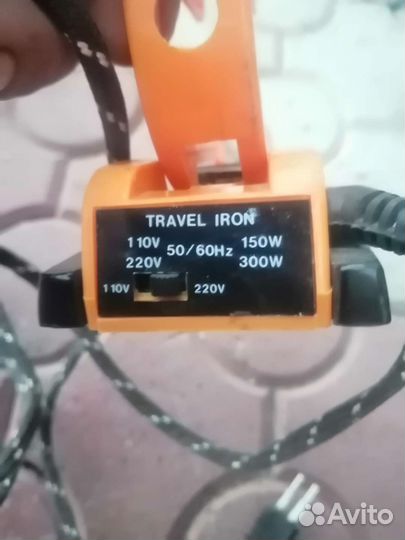 TRAVEL IRON
110V 50/60Hz 150W
220V 300W
110V 220V
Avito